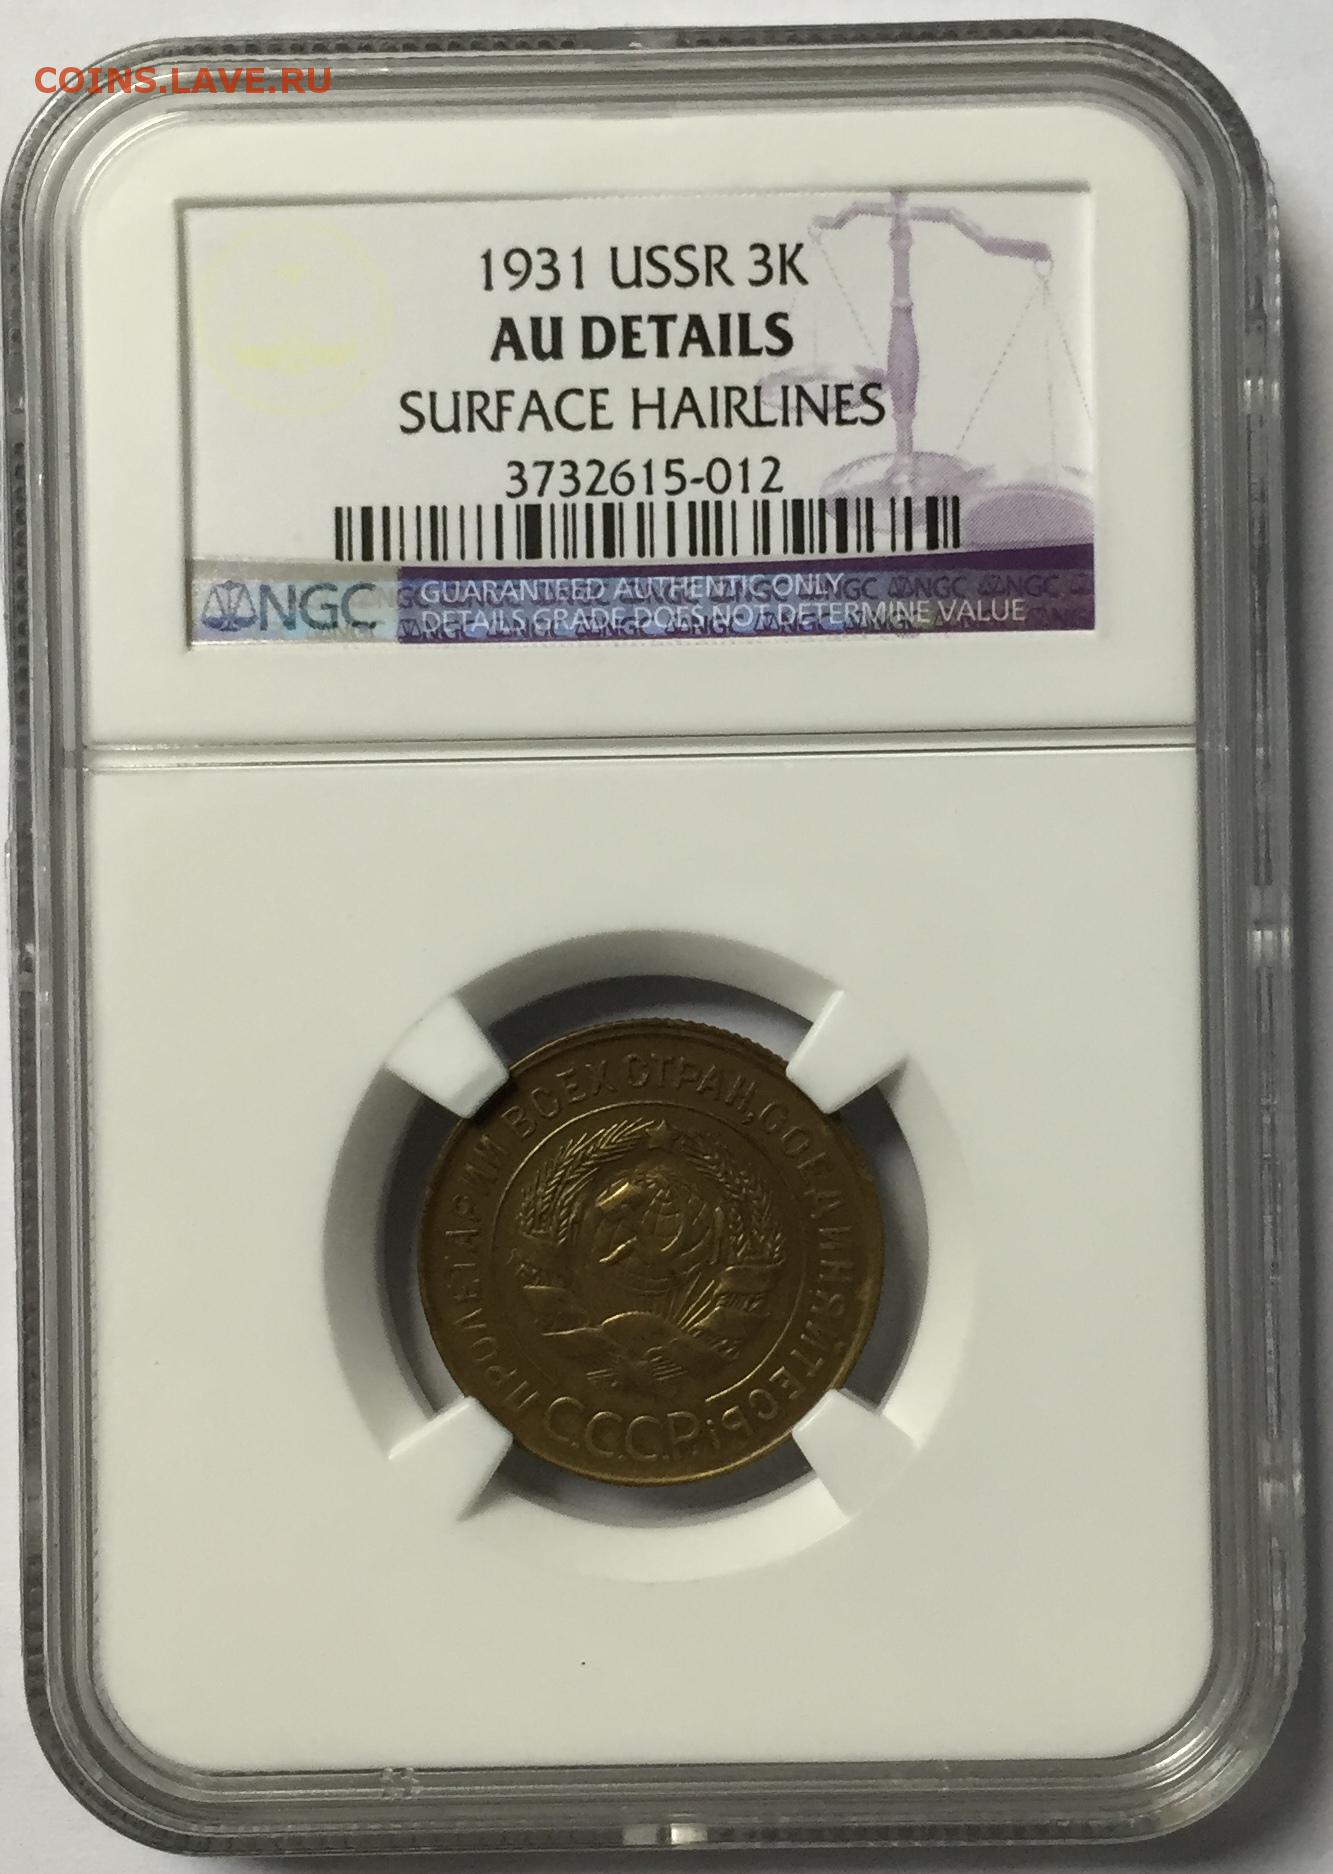 COINS.LAVE.RU
1931 USSR 3K
AU DETAILS
SURFACE HAIRLINES
3732615-012
NGC
GUARANTEED AUTHENTIC ONLY
DETAILS GRADE DOES NOT DETERMINE VALUE
ПРОЛЕТАРИИ ВСЕХ СТРАН, СОЕДИНЯЙТЕСЬ!
С.С.С.Р.